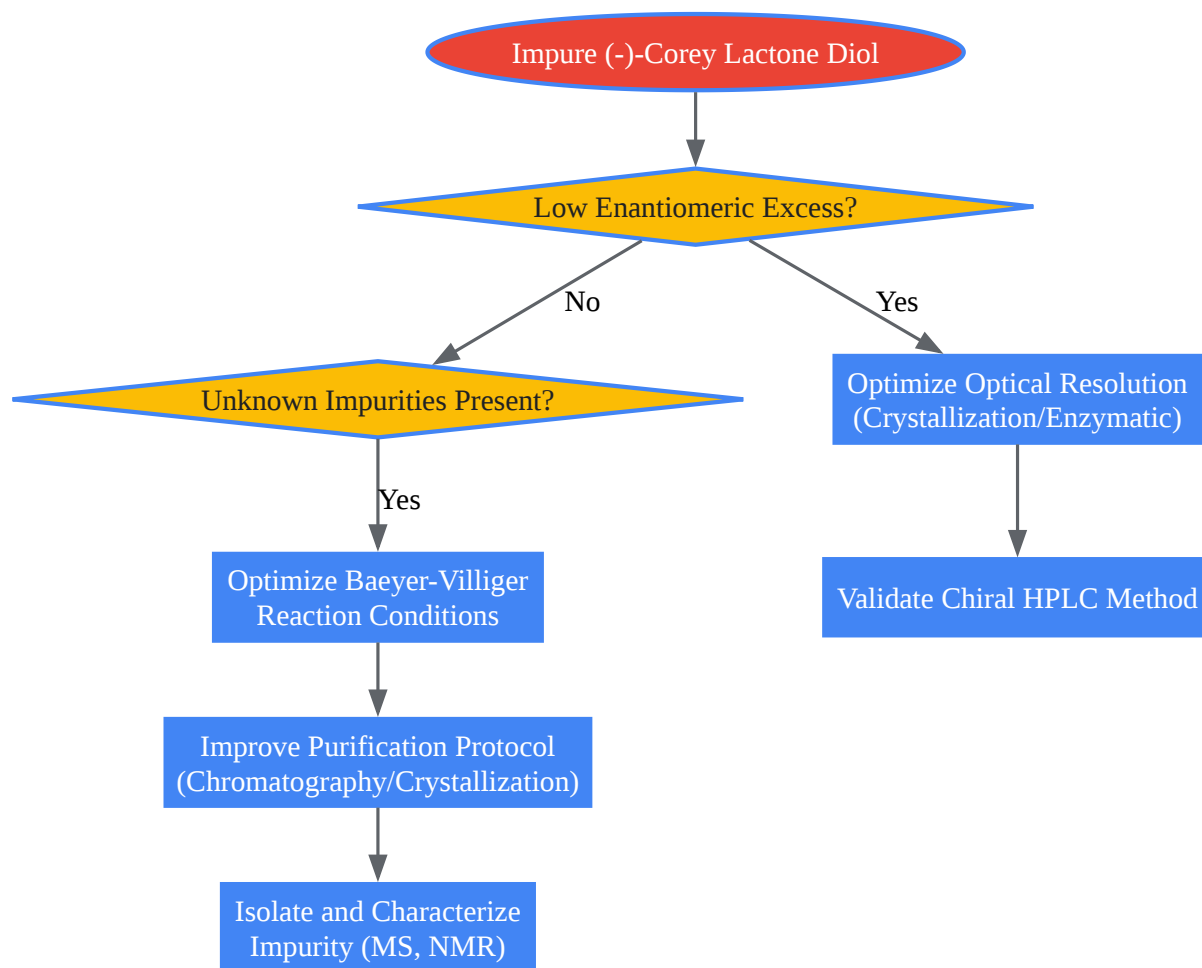 Impure (-)-Corey Lactone Diol
Low Enantiomeric Excess?
No
Yes
Unknown Impurities Present?
Optimize Optical Resolution
(Crystallization/Enzymatic)
Yes
Optimize Baeyer-Villiger
Reaction Conditions
Validate Chiral HPLC Method
Improve Purification Protocol
(Chromatography/Crystallization)
Isolate and Characterize
Impurity (MS, NMR)